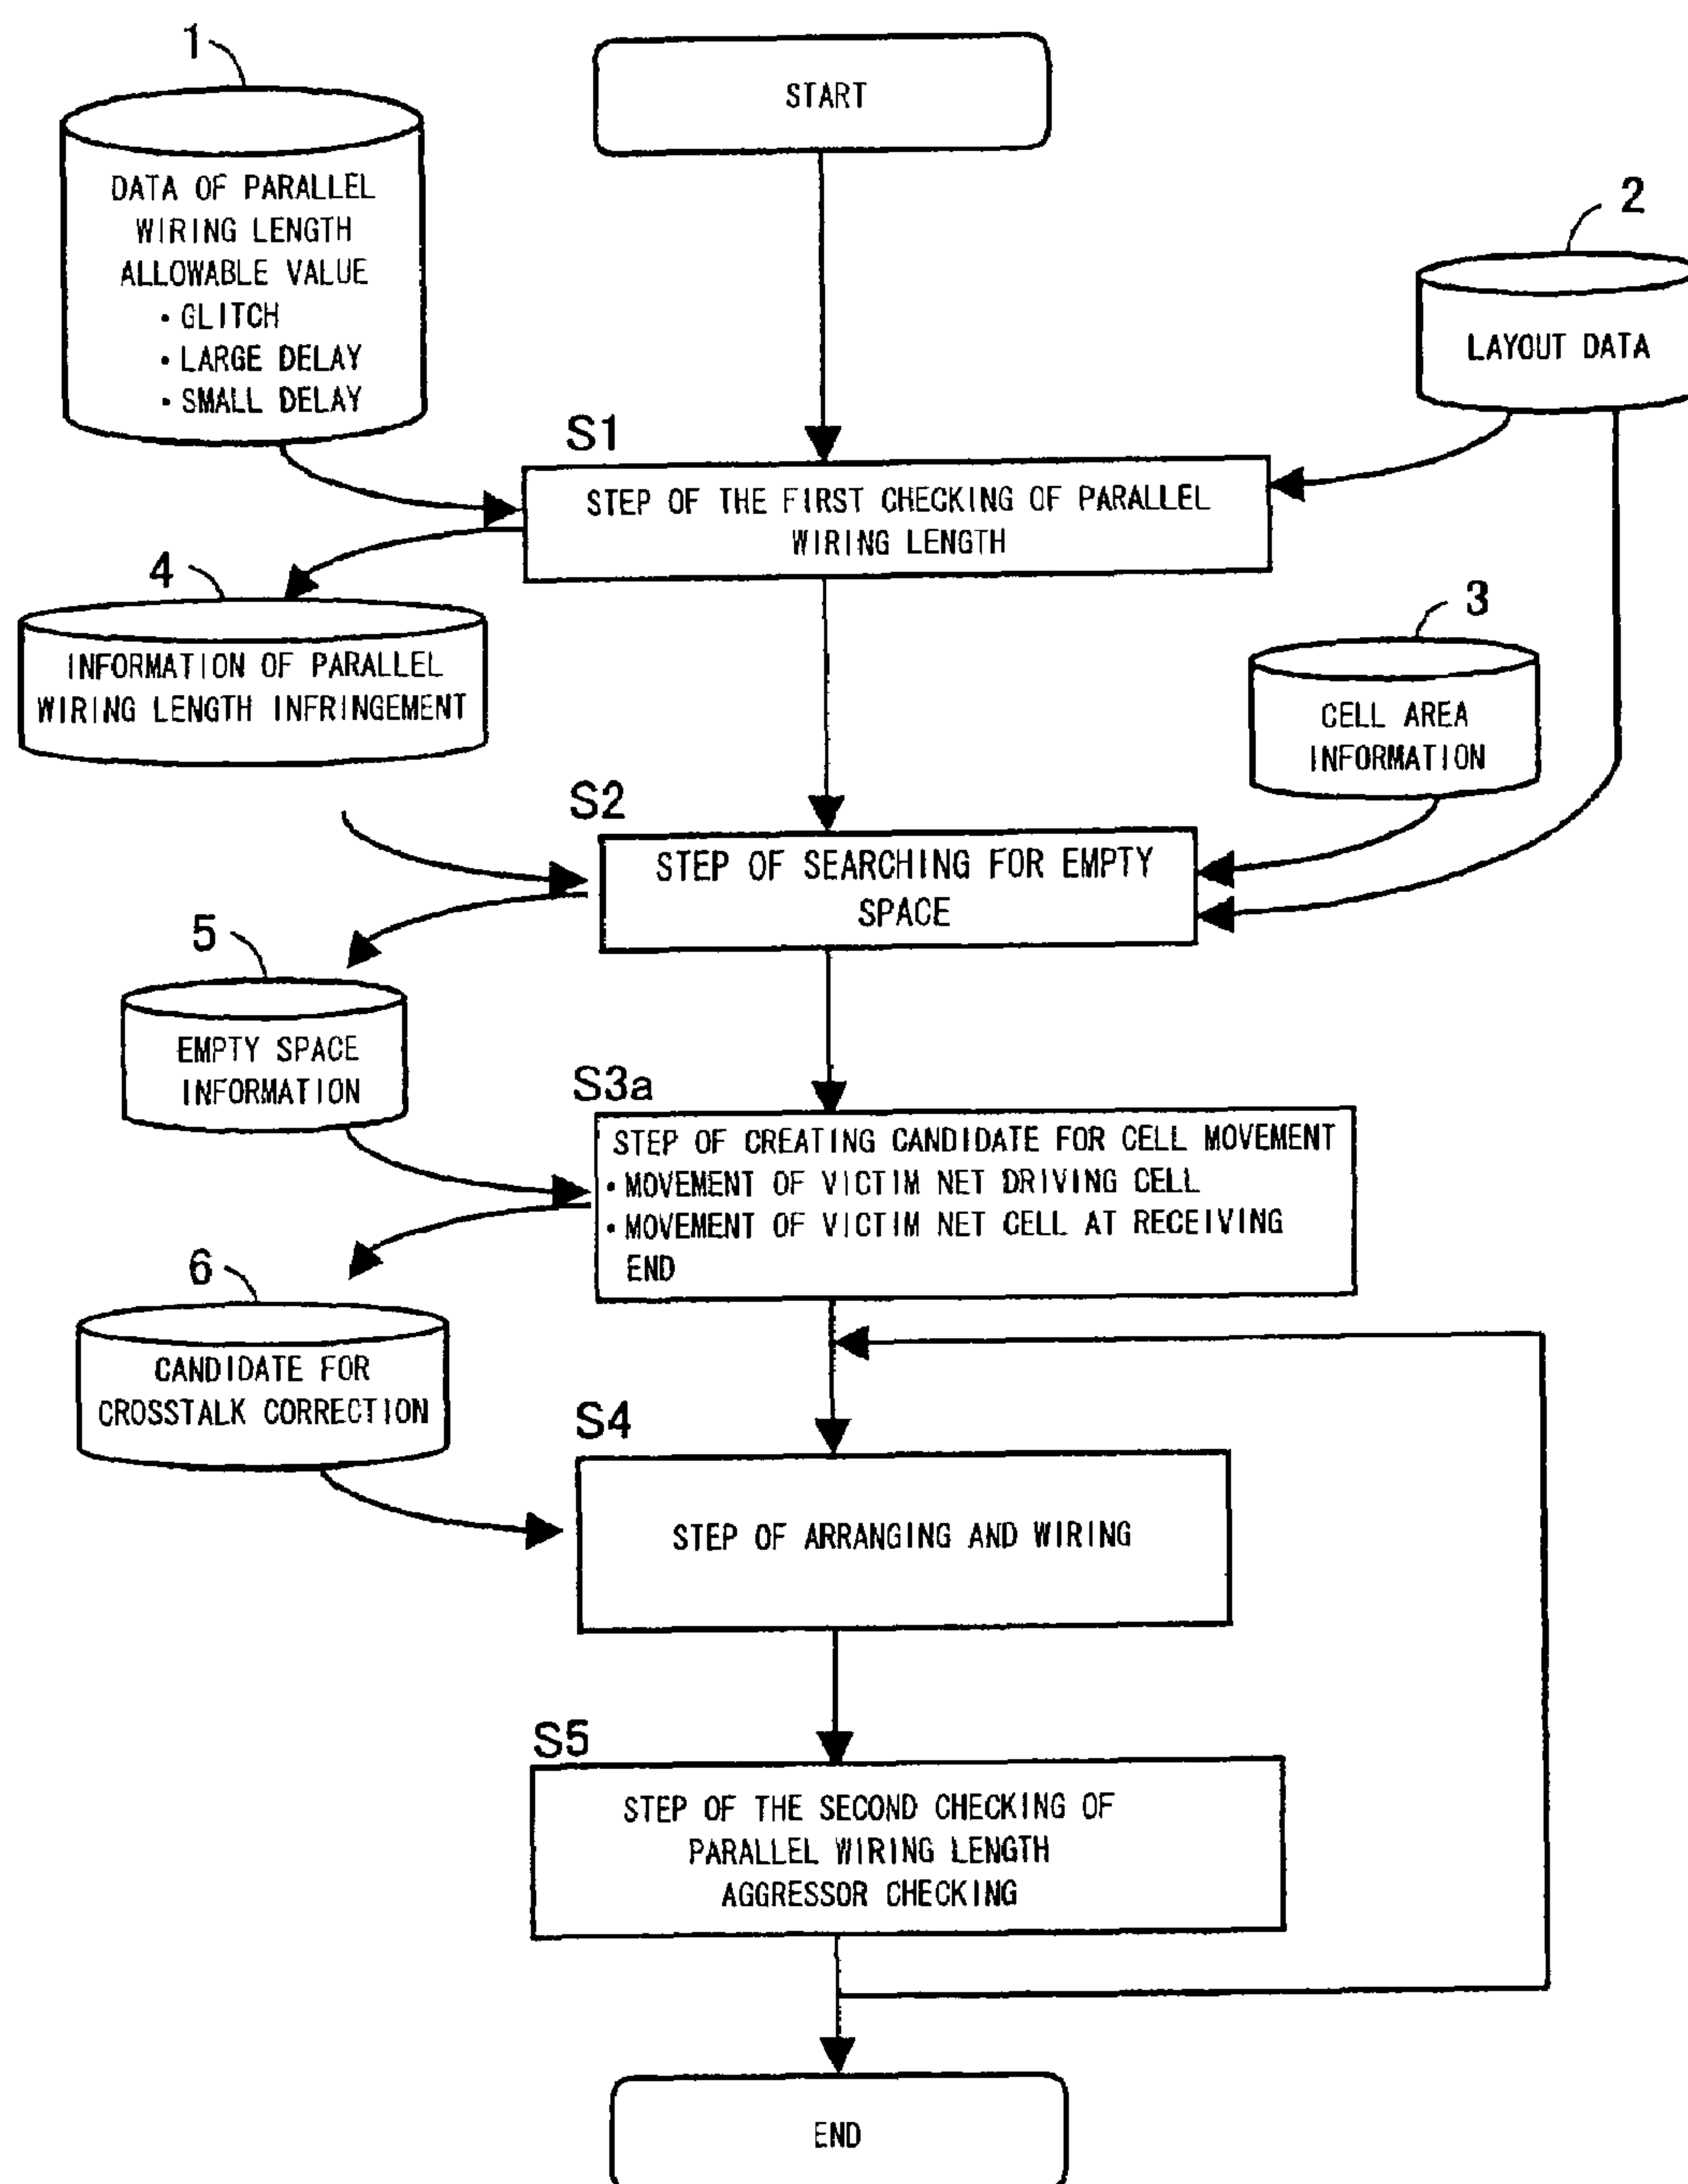 1
START
DATA OF PARALLEL
WIRING LENGTH
ALLOWABLE VALUE
・GLITCH
・LARGE DELAY
・SMALL DELAY
2
LAYOUT DATA
S1
STEP OF THE FIRST CHECKING OF PARALLEL
WIRING LENGTH
4
INFORMATION OF PARALLEL
WIRING LENGTH INFRINGEMENT
3
CELL AREA
INFORMATION
S2
STEP OF SEARCHING FOR EMPTY
SPACE
5
EMPTY SPACE
INFORMATION
S3a
STEP OF CREATING CANDIDATE FOR CELL MOVEMENT
・MOVEMENT OF VICTIM NET DRIVING CELL
・MOVEMENT OF VICTIM NET CELL AT RECEIVING
END
6
CANDIDATE FOR
CROSSTALK CORRECTION
S4
STEP OF ARRANGING AND WIRING
S5
STEP OF THE SECOND CHECKING OF
PARALLEL WIRING LENGTH
AGGRESSOR CHECKING
END